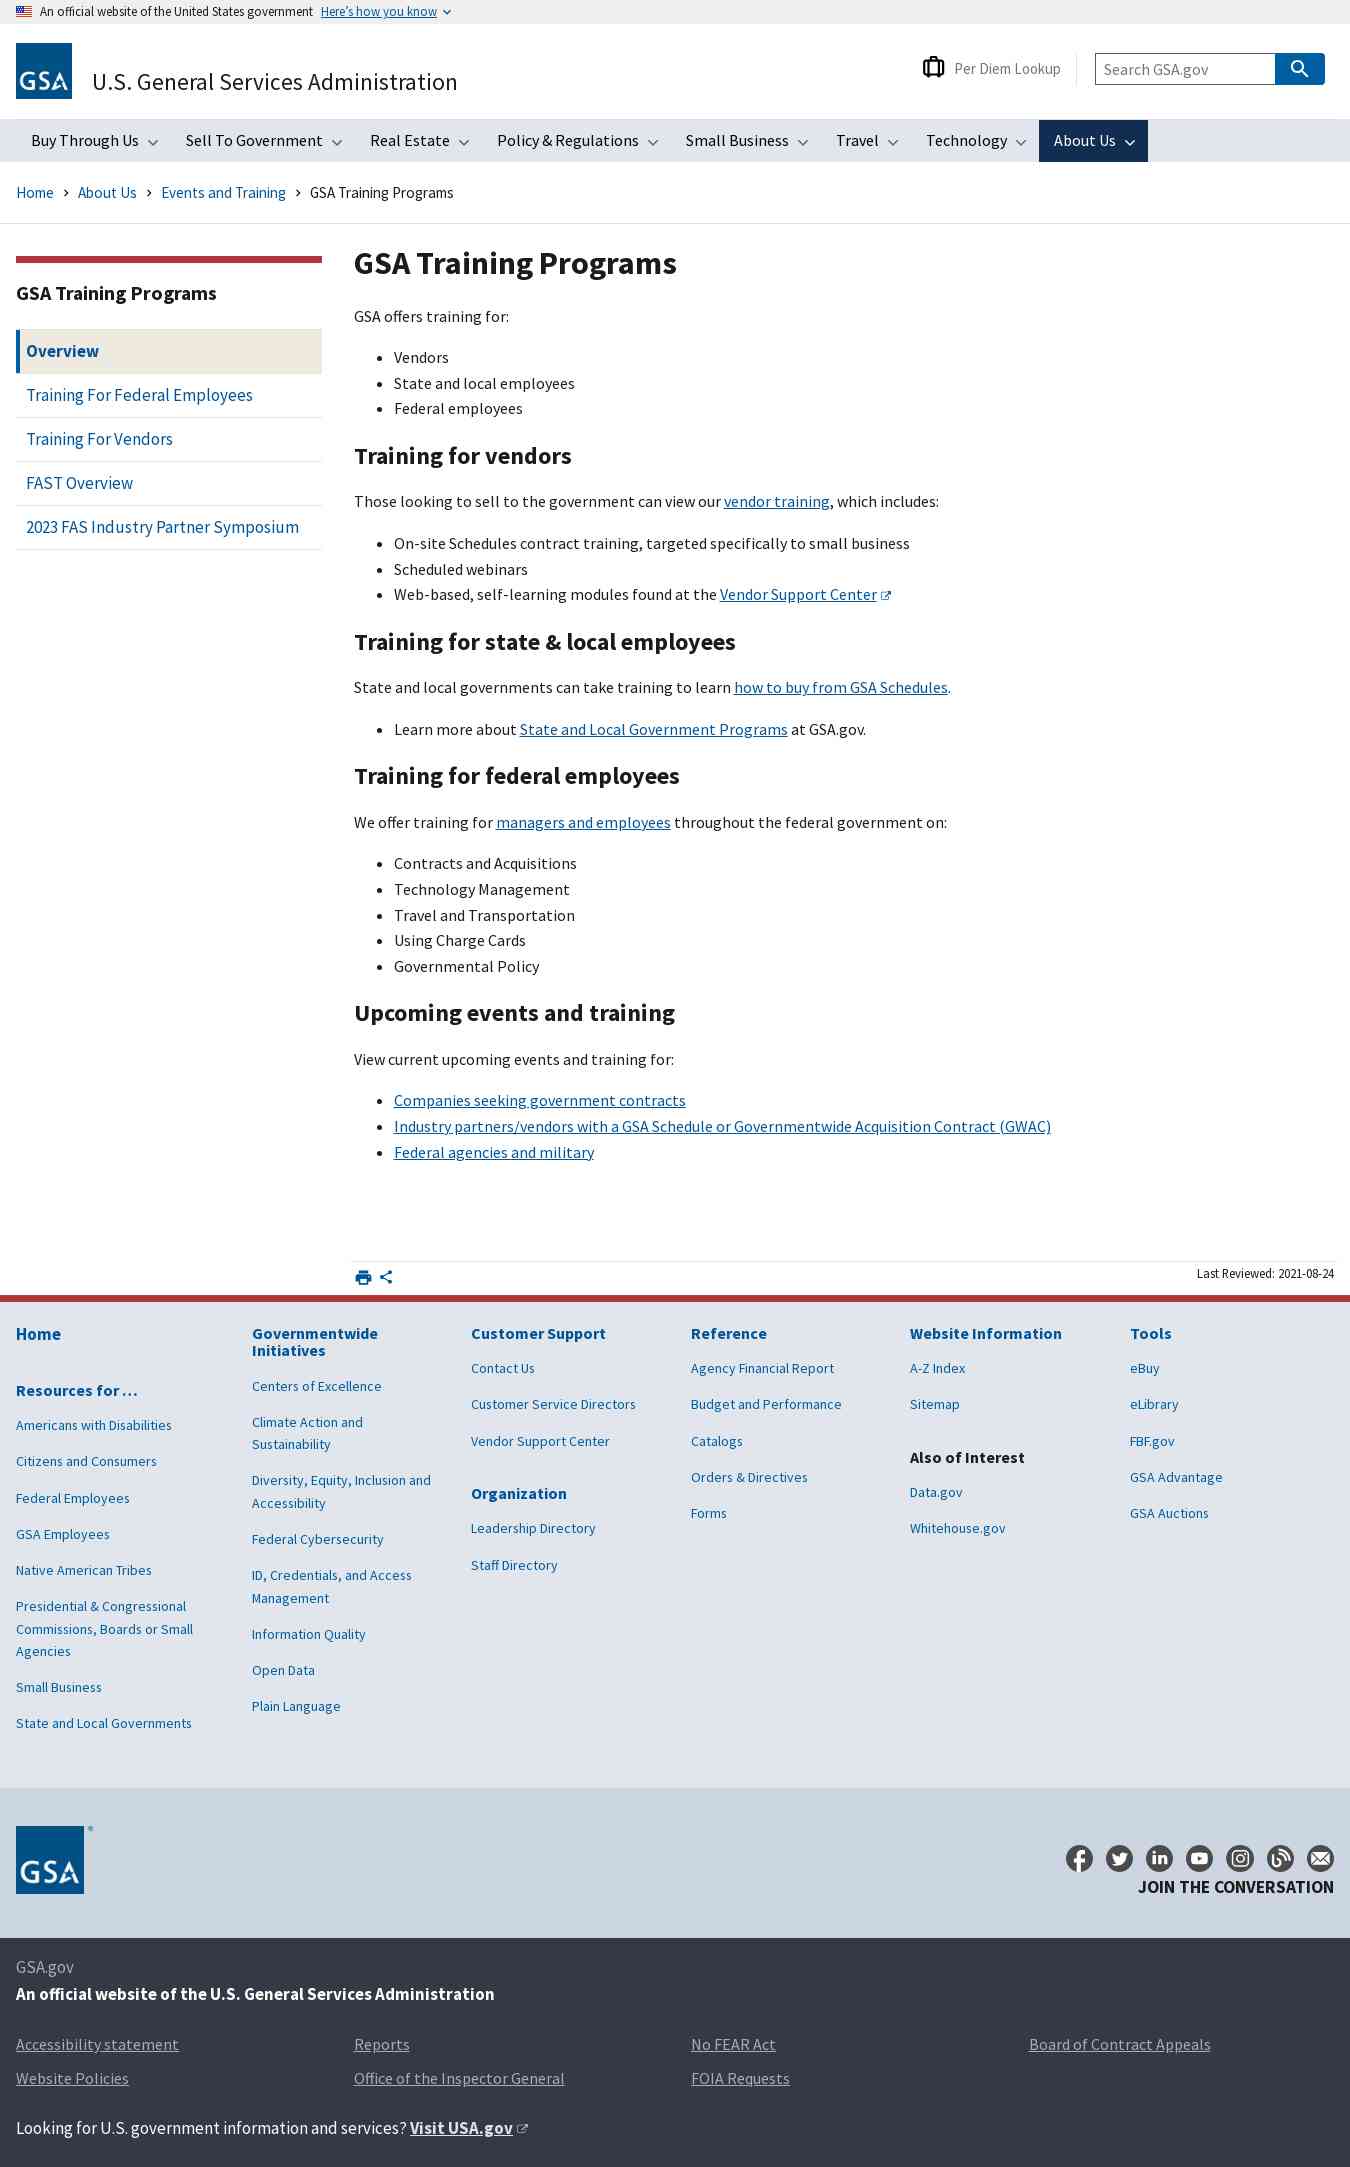 An official website of the United States government Here's how you know
GSA
U.S. General Services Administration
Per Diem Lookup
Search GSA.gov
Buy Through Us Sell To Government Real Estate Policy & Regulations Small Business Travel Technology About Us
Home About Us Events and Training GSA Training Programs
GSA Training Programs
Overview
Training For Federal Employees
Training For Vendors
FAST Overview
2023 FAS Industry Partner Symposium
GSA Training Programs
GSA offers training for:
Vendors
State and local employees
Federal employees
Training for vendors
Those looking to sell to the government can view our vendor training, which includes:
On-site Schedules contract training, targeted specifically to small business
Scheduled webinars
Web-based, self-learning modules found at the Vendor Support Center
Training for state & local employees
State and local governments can take training to learn how to buy from GSA Schedules.
Learn more about State and Local Government Programs at GSA.gov.
Training for federal employees
We offer training for managers and employees throughout the federal government on:
Contracts and Acquisitions
Technology Management
Travel and Transportation
Using Charge Cards
Governmental Policy
Upcoming events and training
View current upcoming events and training for:
Companies seeking government contracts
Industry partners/vendors with a GSA Schedule or Governmentwide Acquisition Contract (GWAC)
Federal agencies and military
Last Reviewed: 2021-08-24
Home
Resources for …
Americans with Disabilities
Citizens and Consumers
Federal Employees
GSA Employees
Native American Tribes
Presidential & Congressional
Commissions, Boards or Small
Agencies
Small Business
State and Local Governments
Governmentwide
Initiatives
Centers of Excellence
Climate Action and
Sustainability
Diversity, Equity, Inclusion and
Accessibility
Federal Cybersecurity
ID, Credentials, and Access
Management
Information Quality
Open Data
Plain Language
Customer Support
Contact Us
Customer Service Directors
Vendor Support Center
Organization
Leadership Directory
Staff Directory
Reference
Agency Financial Report
Budget and Performance
Catalogs
Orders & Directives
Forms
Website Information
A-Z Index
Sitemap
Also of Interest
Data.gov
Whitehouse.gov
Tools
eBuy
eLibrary
FBF.gov
GSA Advantage
GSA Auctions
GSA
JOIN THE CONVERSATION
GSA.gov
An official website of the U.S. General Services Administration
Accessibility statement Reports No FEAR Act Board of Contract Appeals
Website Policies Office of the Inspector General FOIA Requests
Looking for U.S. government information and services? Visit USA.gov